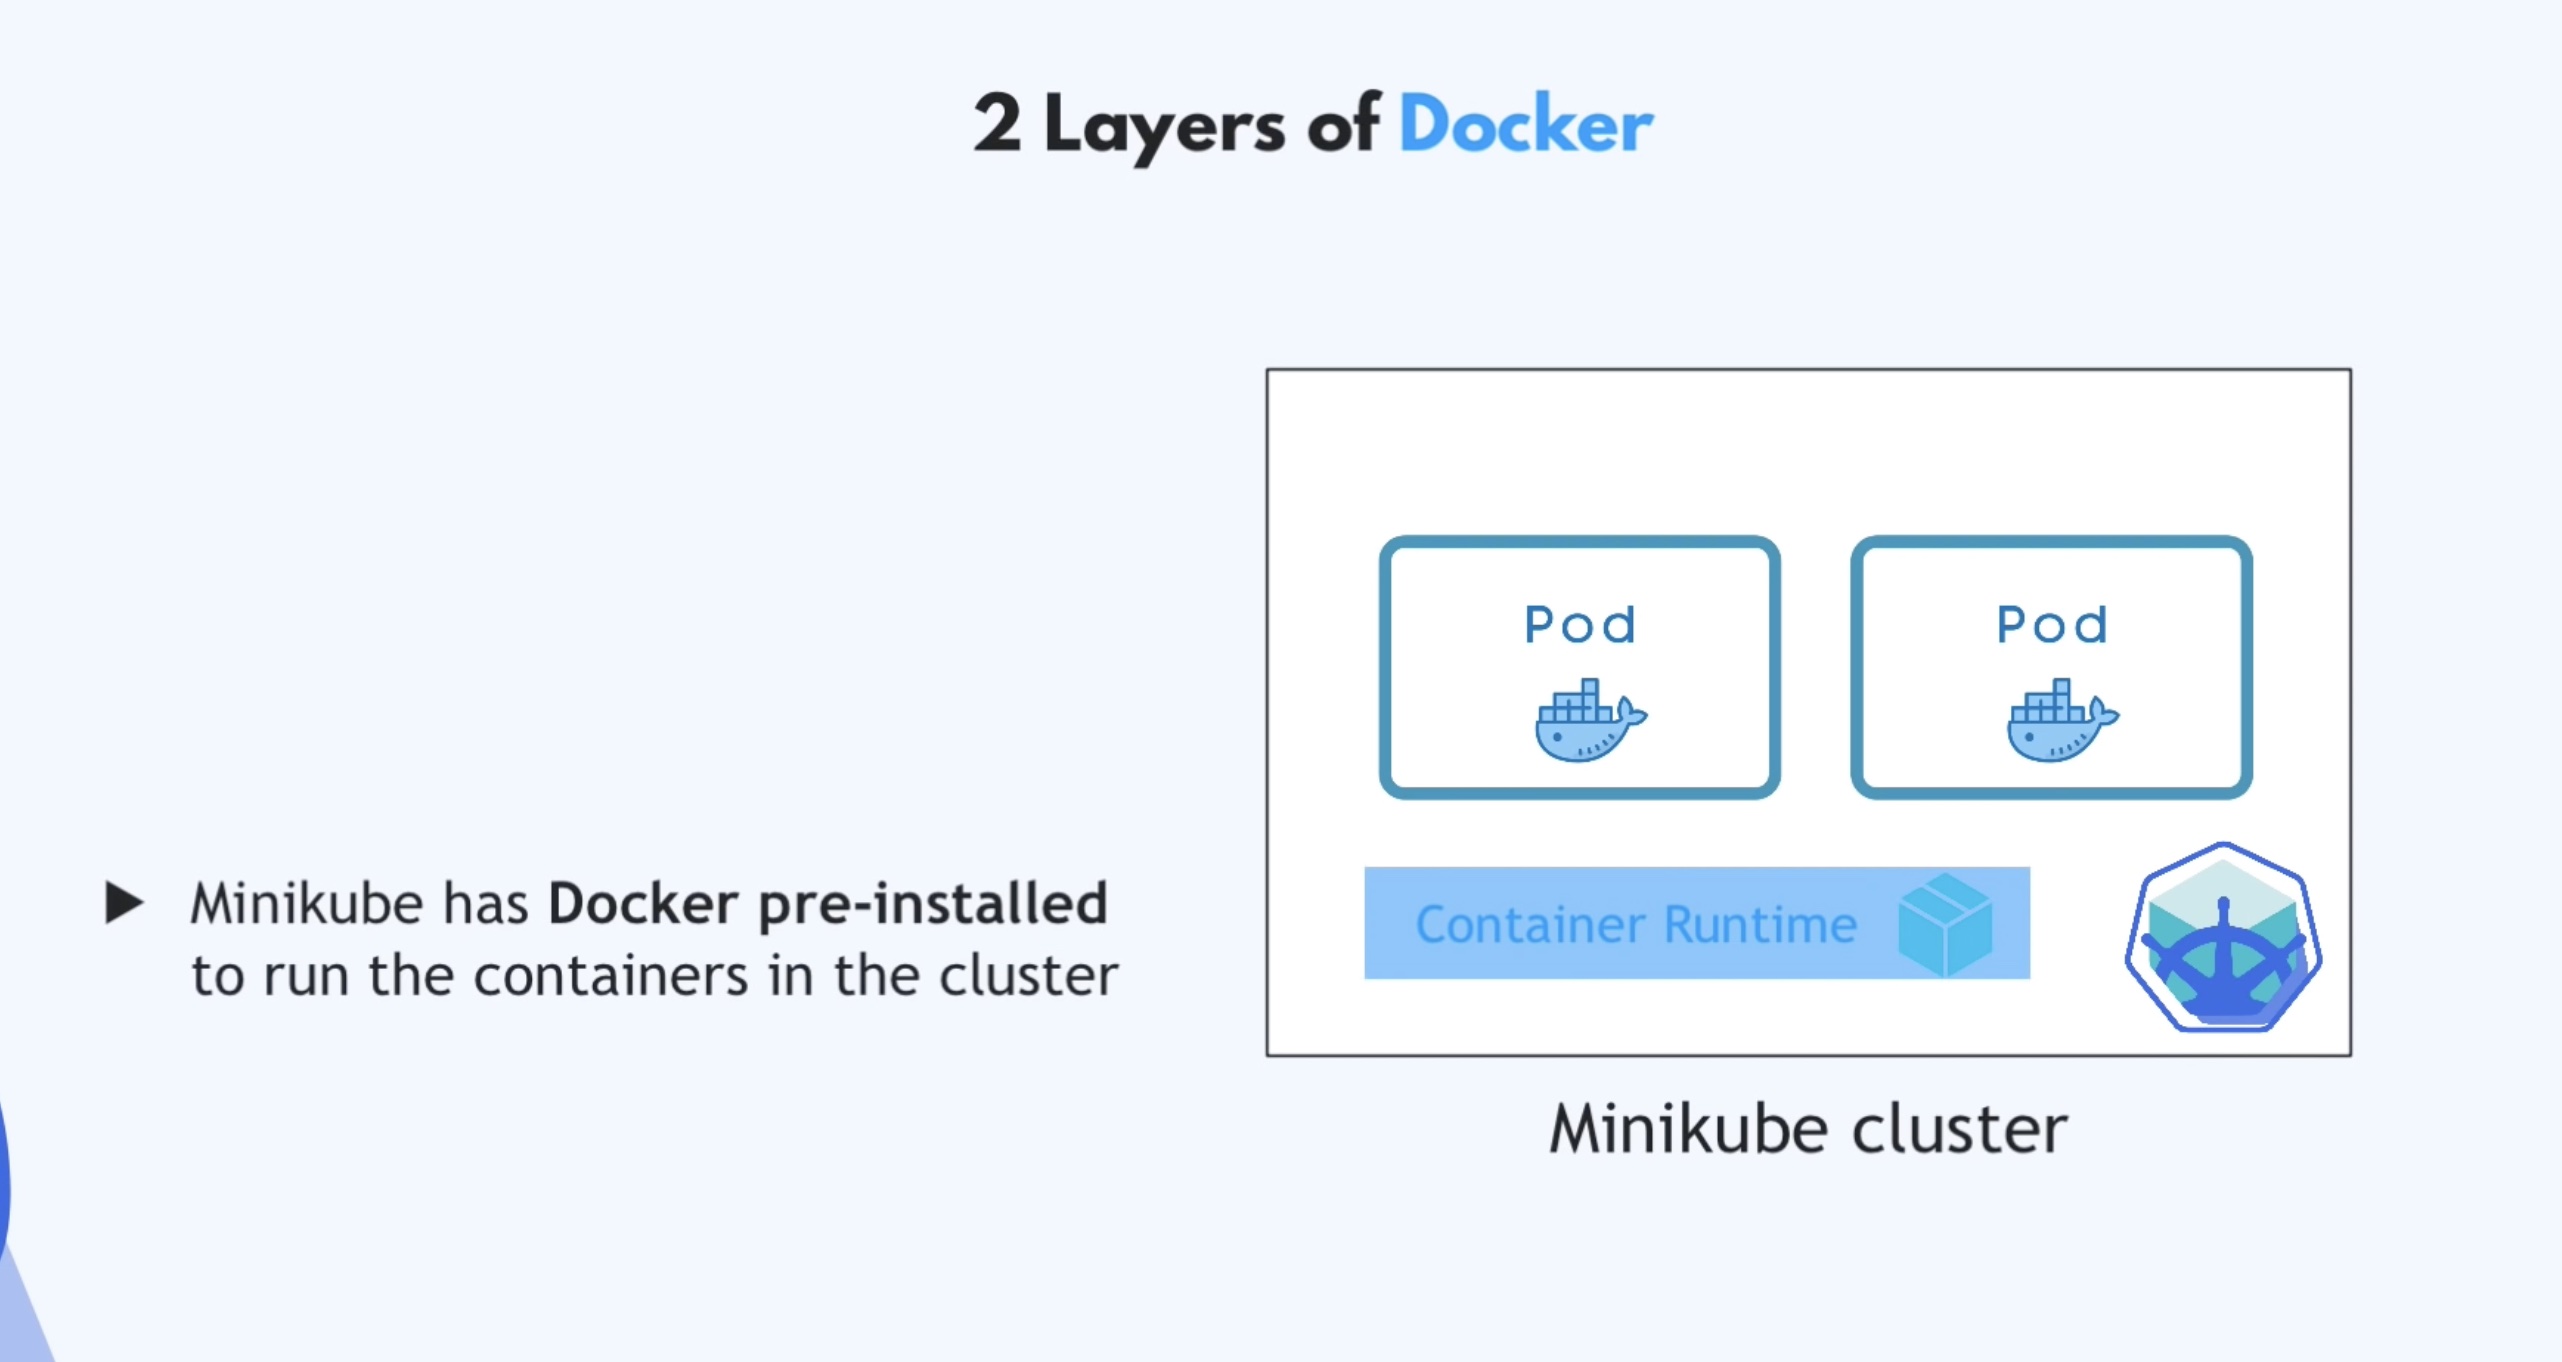 2 Layers of Docker
Pod
Pod
Minikube has Docker pre-installed
to run the containers in the cluster
Container Runtime
Minikube cluster